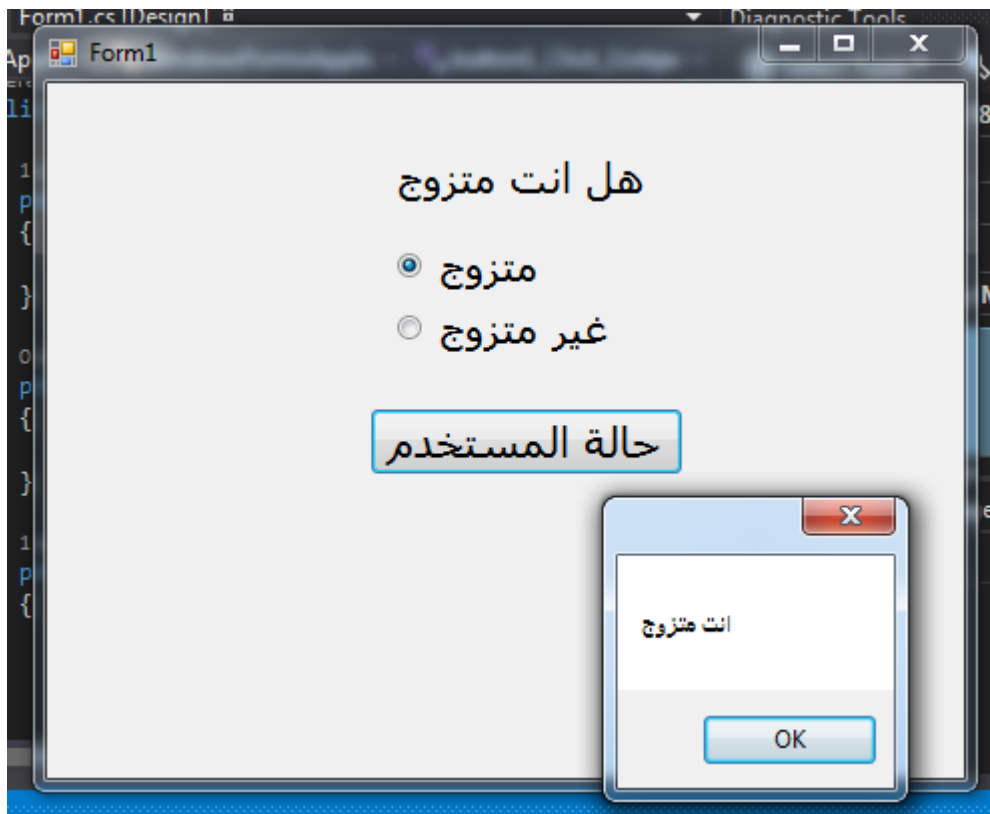 Form1.cs [Design]
Diagnostic Tools
Form1
هل انت متزوج
متزوج
غير متزوج
حالة المستخدم
انت متزوج
OK